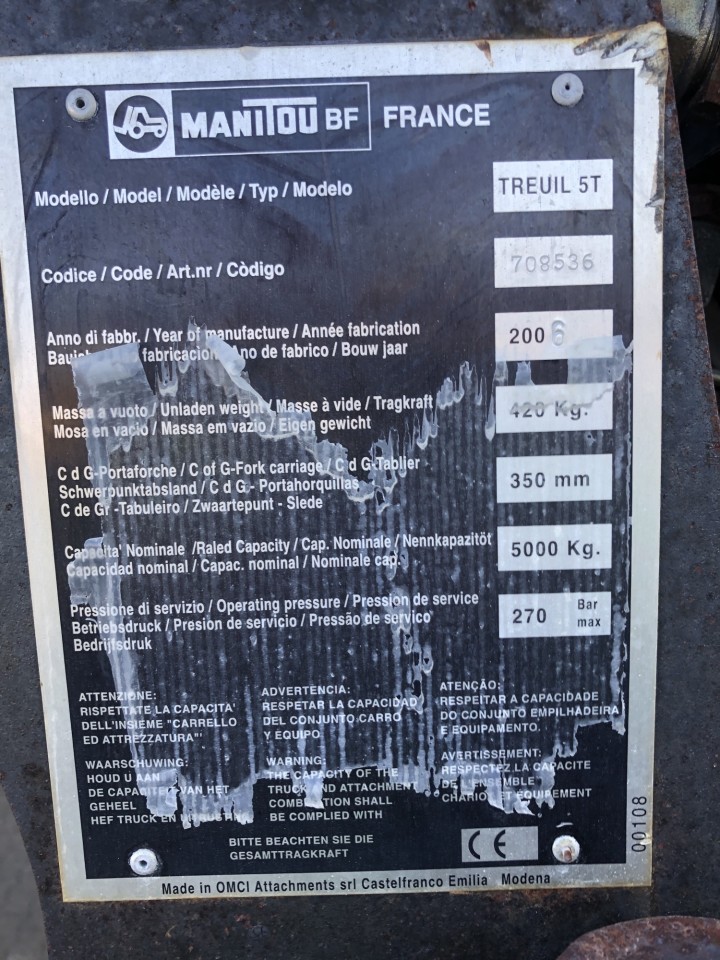 MANITOU BF FRANCE
Modello / Model / Modèle / Typ / Modelo TREUIL 5T
Codice / Code / Art.nr / Còdigo 708536
Anno di fabbr. / Year of manufacture / Année fabrication 2006
fabricacion no de fabrico / Bouw jaar
Massa a vuoto / Unladen weight / Masse à vide / Tragkraft 420 Kg.
Mosa en vacio / Massa em vazio / Eigen gewicht
C d G-Portaforche / C of G-Fork carriage / C d G-Tablier 350 mm
Schwerpunktabsland / C d G.- Portahorquillas
C de Gr -Tabuleiro / Zwaartepunt - Slede
Capacita' Nominale /Raled Capacity / Cap. Nominale / Nennkapazitöt 5000 Kg.
Capacidad nominal / Capac. nominal / Nominale cap.
Pressione di servizio / Operating pressure / Pression de service 270 Bar max
Betriebsdruck / Presion de servicio / Pressão de servico
Bedrijfsdruk
ATTENZIONE:
RISPETTATE LA CAPACITA'
DELL'INSIEME "CARRELLO
ED ATTREZZATURA"'
ADVERTENCIA:
RESPETAR LA CAPACIDAD
DEL CONJUNTO CARRO
Y EQUIPO
ATENÇÃO:
RESPEITAR A CAPACIDADE
DO CONJUNTO EMPILHADEIRA
E EQUIPAMENTO.
WAARSCHUWING:
HOUD U AAN
DE CAPACITEIT VAN HET
GEHEEL
HEF TRUCK EN
WARNING:
THE CAPACITY OF THE
TRUCK AND ATTACHMENT
COMBINATION SHALL
BE COMPLIED WITH
AVERTISSEMENT:
RESPECTEZ LA CAPACITE
DE L'ENSEMBLE
CHARIOT ET EQUIPEMENT
BITTE BEACHTEN SIE DIE
GESAMTTRAGKRAFT
CE
00108
Made in OMCI Attachments srl Castelfranco Emilia Modena